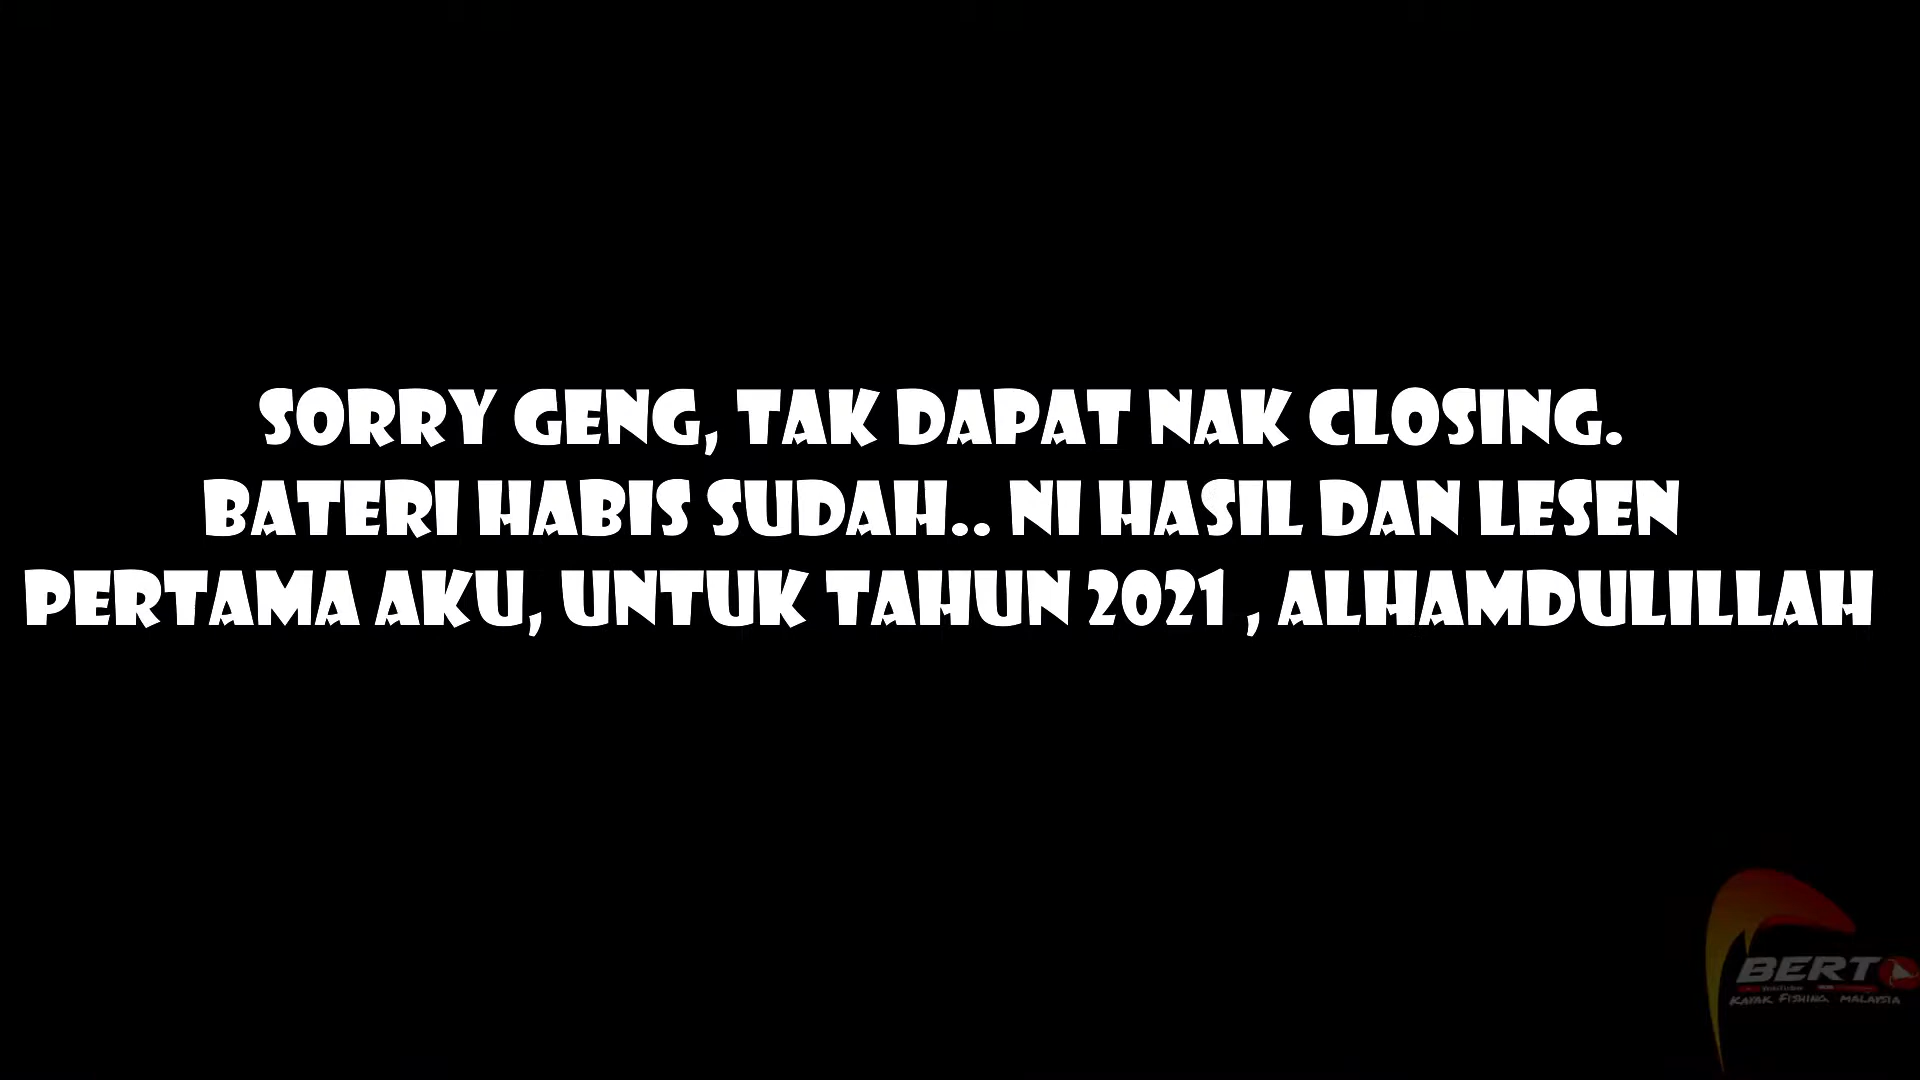 SORRY GENG, TAK DAPAT NAK CLOSING.
BATERI HABIS SUDAH.. NI HASIL DAN LESEN
PERTAMA AKU, UNTUK TAHUN 2021 , ALHAMDULILLAH
BERTO
KAYAK FISHING MALAYSIA